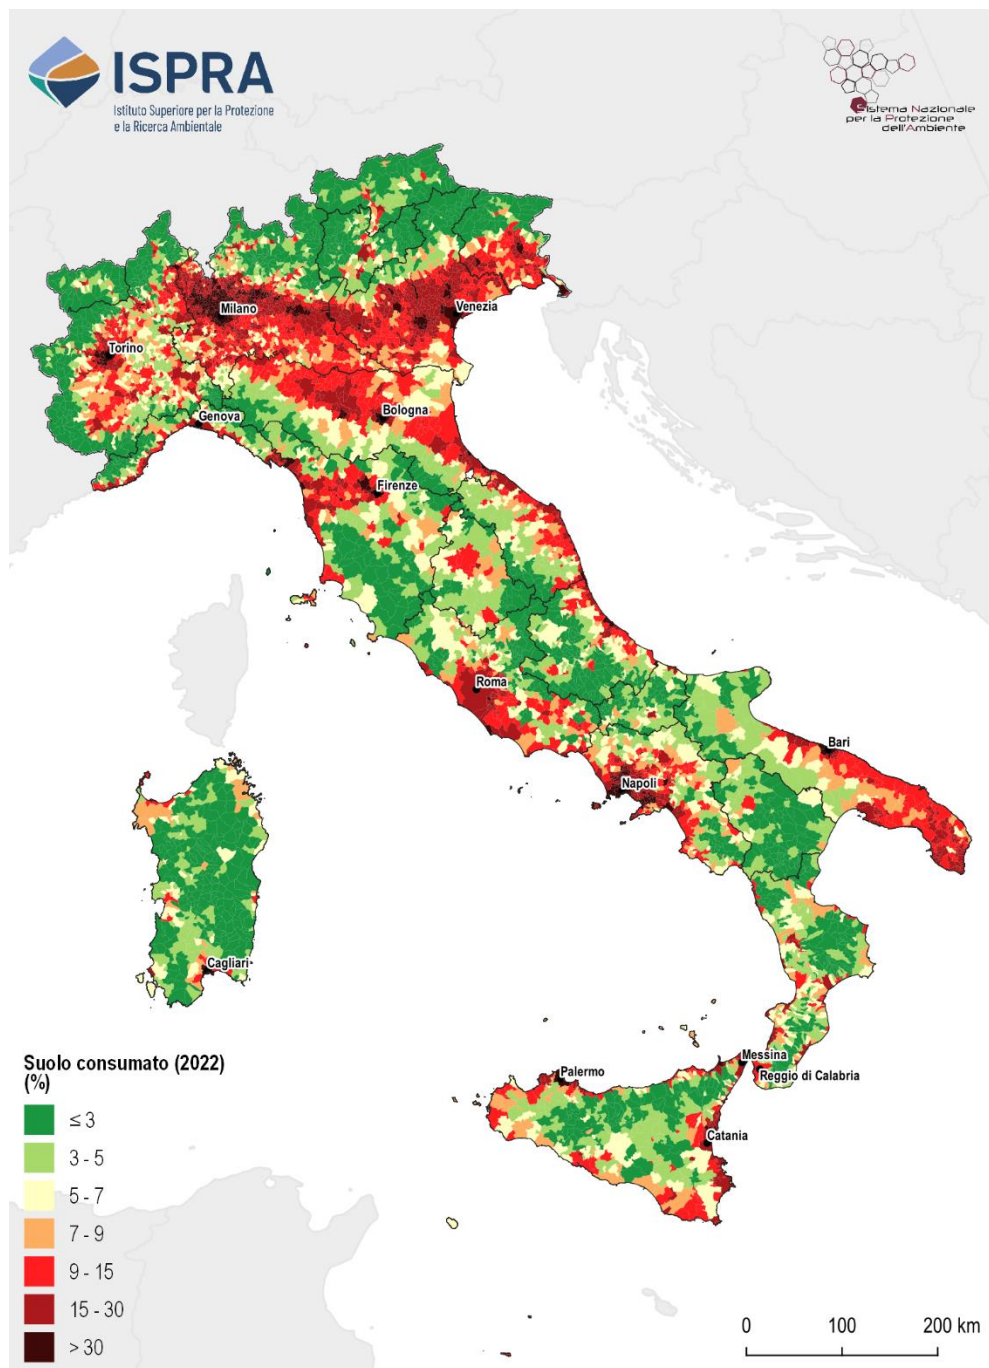 ISPRA
Istituto Superiore per la Protezione
e la Ricerca Ambientale
Sistema Nazionale
per la Protezione
dell'Ambiente
Milano
Venezia
Torino
Genova
Bologna
Firenze
Roma
Bari
Napoli
Cagliari
Messina
Palermo
Reggio di Calabria
Catania
Suolo consumato (2022)
(%)
≤ 3
3 - 5
5 - 7
7 - 9
9 - 15
15 - 30
> 30
0 100 200 km